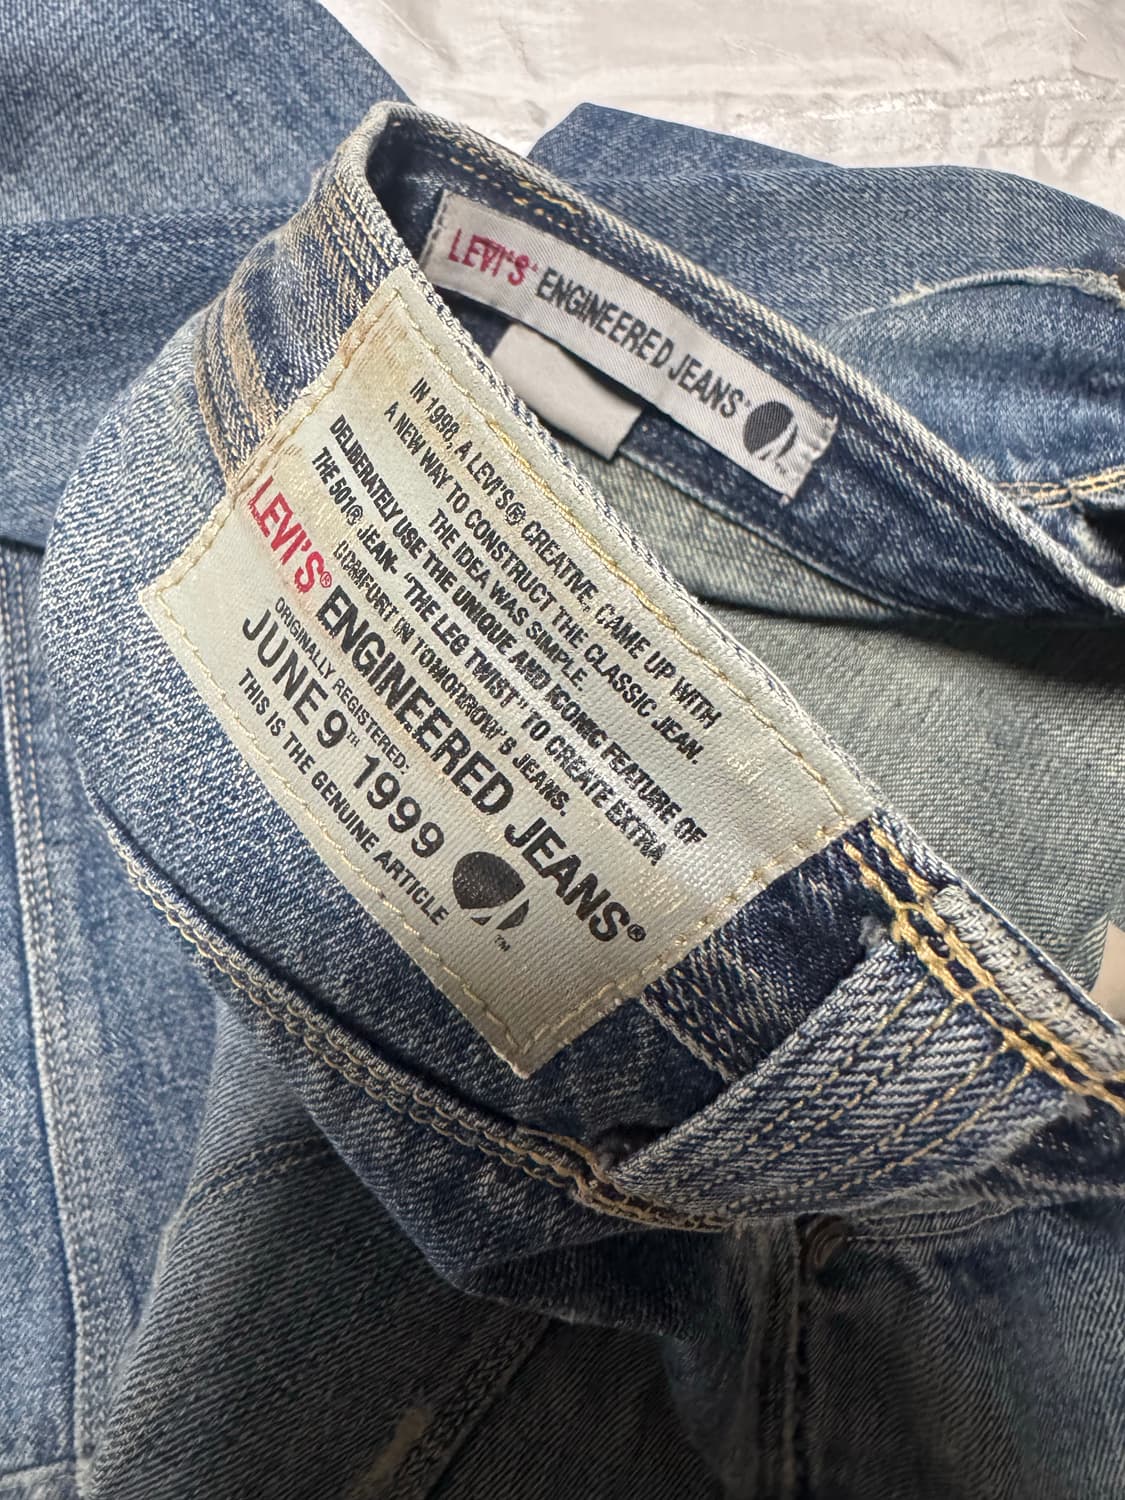 LEVI'S® ENGINEERED JEANS®
IN 1998, A LEVI'S® CREATIVE, CAME UP WITH
A NEW WAY TO CONSTRUCT THE CLASSIC JEAN.
THE IDEA WAS SIMPLE.
DELIBERATELY USE THE UNIQUE AND ICONIC FEATURE OF
THE 501® JEAN- "THE LEG TWIST" TO CREATE EXTRA
COMFORT IN TOMORROW'S JEANS.
LEVI'S® ENGINEERED JEANS®
ORIGINALLY REGISTERED:
JUNE 9TH 1999
THIS IS THE GENUINE ARTICLE
TM